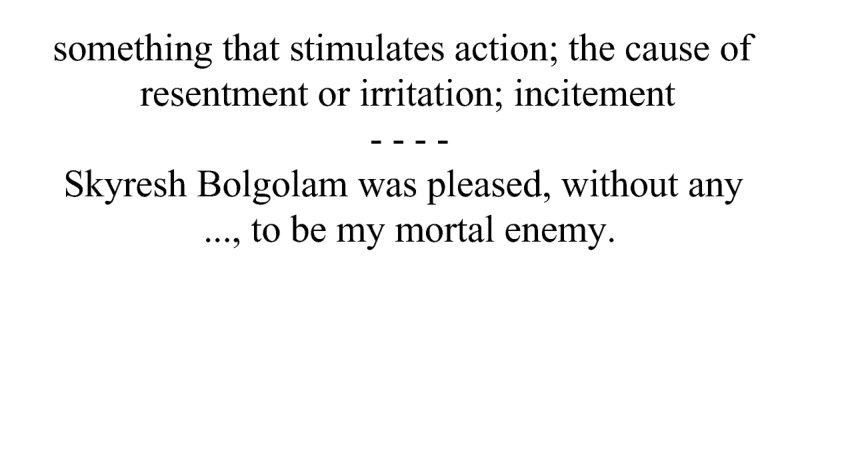 something that stimulates action; the cause of
resentment or irritation; incitement
- - - -
Skyresh Bolgolam was pleased, without any
..., to be my mortal enemy.